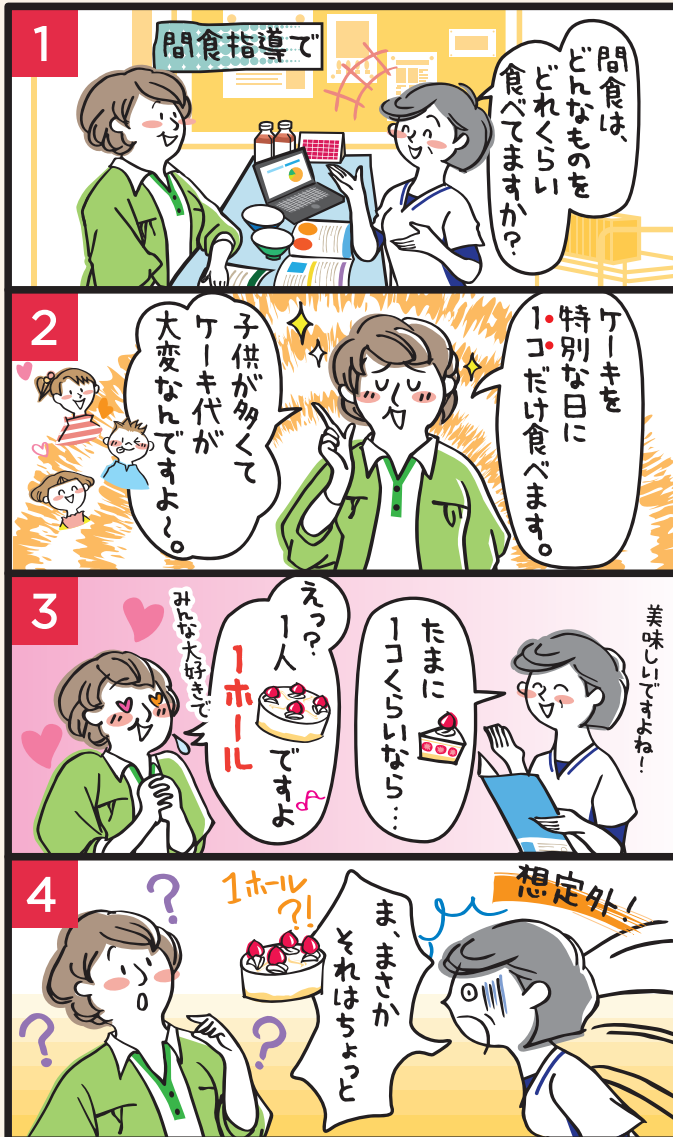 1
間食指導で
間食は、
どんなものを
どれくらい
食べてますか?
2
ケーキを
特別な日に
1コだけ食べます。
子供が多くて
ケーキ代が
大変なんですよ〜。
3
美味しいですよね!
たまに
1コくらいなら…
えっ?
1人
1ホール
ですよ
みんな大好きで
4
想定外!
ま、まさか
それはちょっと
1ホール
?!
?
?
?